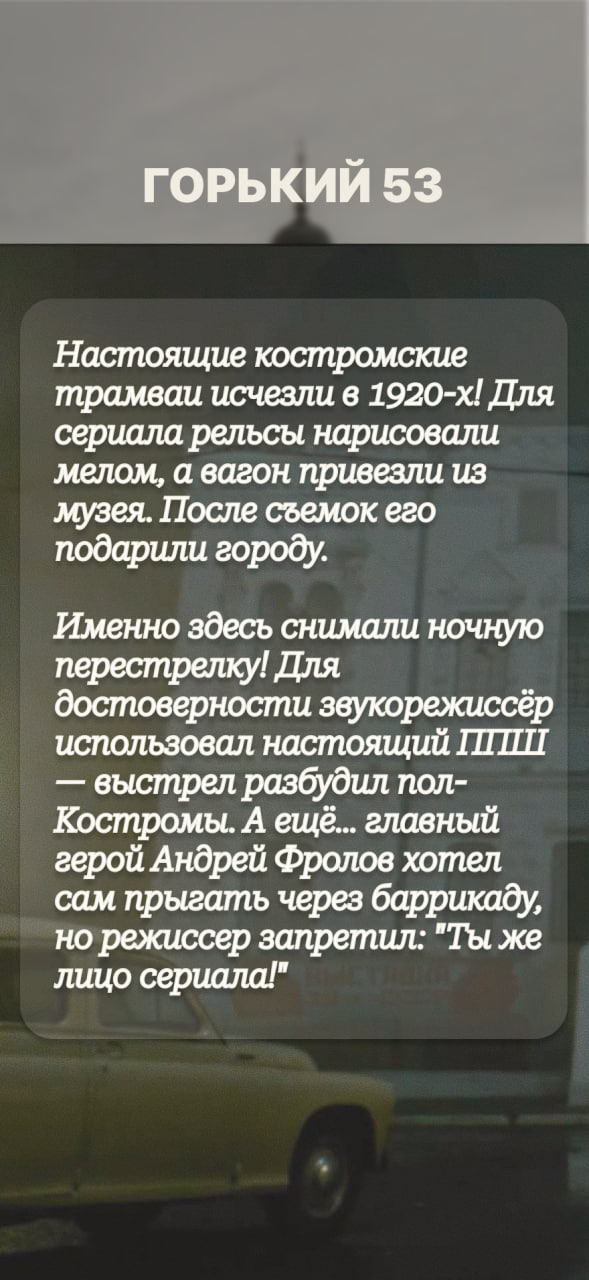 ГОРЬКИЙ 53
Настоящие костромские
трамваи исчезли в 1920-х! Для
сериала рельсы нарисовали
мелом, а вагон привезли из
музея. После съемок его
подарили городу.
Именно здесь снимали ночную
перестрелку! Для
достоверности звукорежиссёр
использовал настоящий ППШ
— выстрел разбудил пол-
Костромы. А ещё... главный
герой Андрей Фролов хотел
сам прыгать через баррикаду,
но режиссер запретил: "Ты же
лицо сериала!"
ВЫСТАВКА